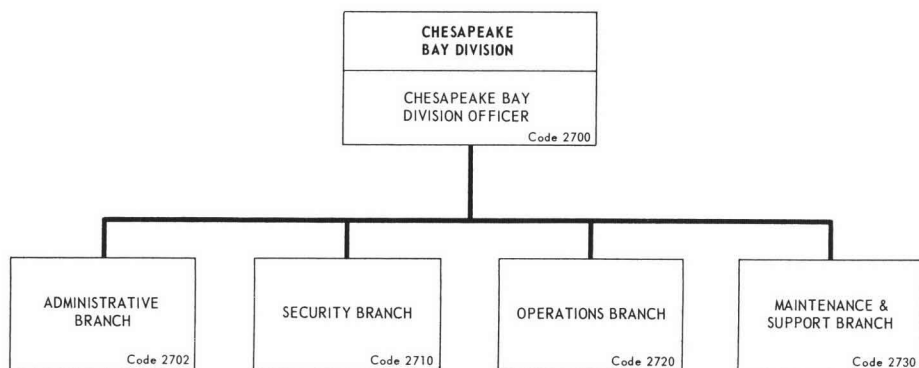 CHESAPEAKE
BAY DIVISION
CHESAPEAKE BAY
DIVISION OFFICER
Code 2700
ADMINISTRATIVE
BRANCH
Code 2702
SECURITY BRANCH
Code 2710
OPERATIONS BRANCH
Code 2720
MAINTENANCE &
SUPPORT BRANCH
Code 2730